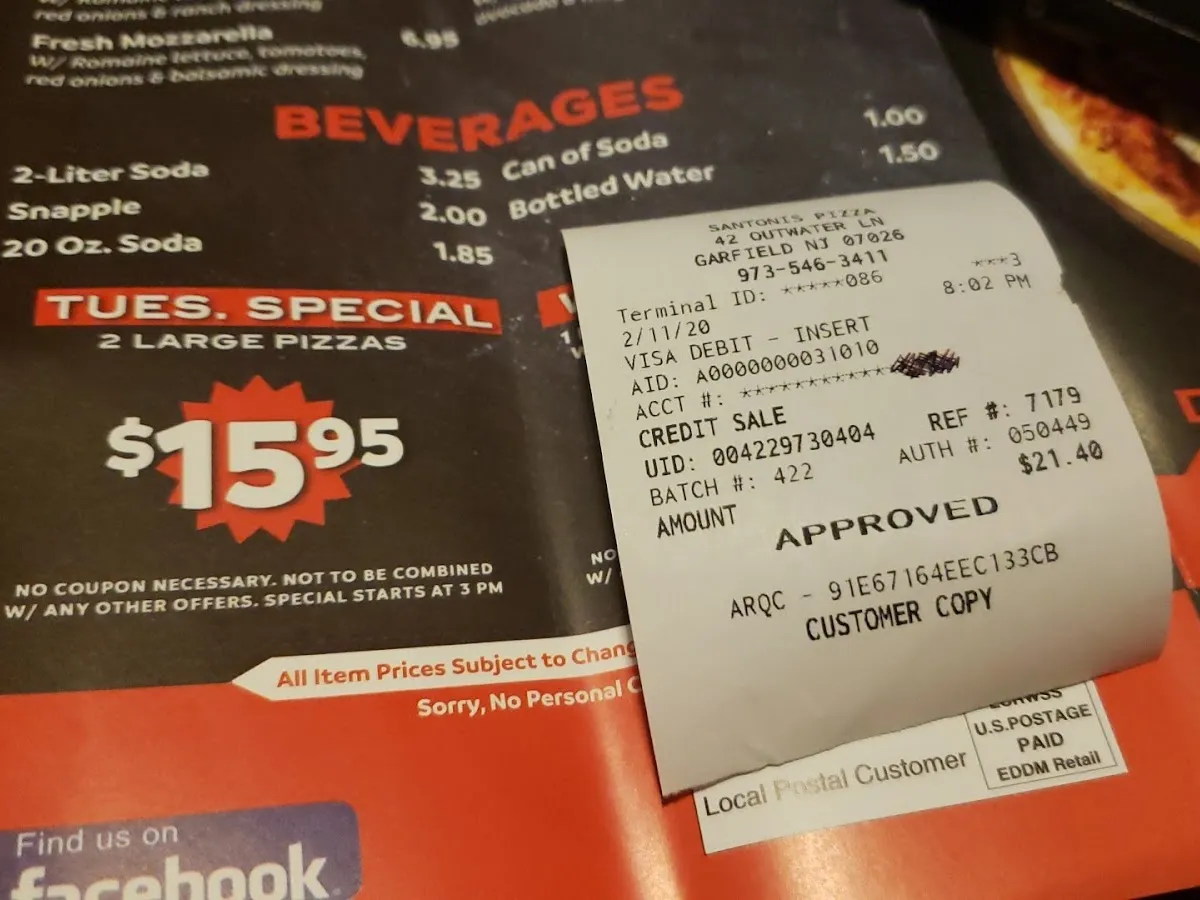 red onions & ranch dressing
Fresh Mozzarella 6.95
W/ Romaine lettuce, tomatoes,
red onions & balsamic dressing
BEVERAGES
2-Liter Soda 3.25
Snapple 2.00
20 Oz. Soda 1.85
Can of Soda 1.00
Bottled Water 1.50
TUES. SPECIAL
2 LARGE PIZZAS
$15.95
NO COUPON NECESSARY. NOT TO BE COMBINED
W/ ANY OTHER OFFERS. SPECIAL STARTS AT 3 PM
NO
W/
All Item Prices Subject to Chang
Sorry, No Personal C
Find us on
facebook
SANTONIS PIZZA
42 OUTWATER LN
GARFIELD NJ 07026
973-546-3411
Terminal ID: *****086 ***3
2/11/20 8:02 PM
VISA DEBIT - INSERT
AID: A0000000031010
ACCT #: ************
CREDIT SALE
UID: 004229730404 REF #: 7179
BATCH #: 422 AUTH #: 050449
AMOUNT $21.40
APPROVED
ARQC - 91E67164EEC133CB
CUSTOMER COPY
Local Postal Customer
U.S.POSTAGE
PAID
EDDM Retail